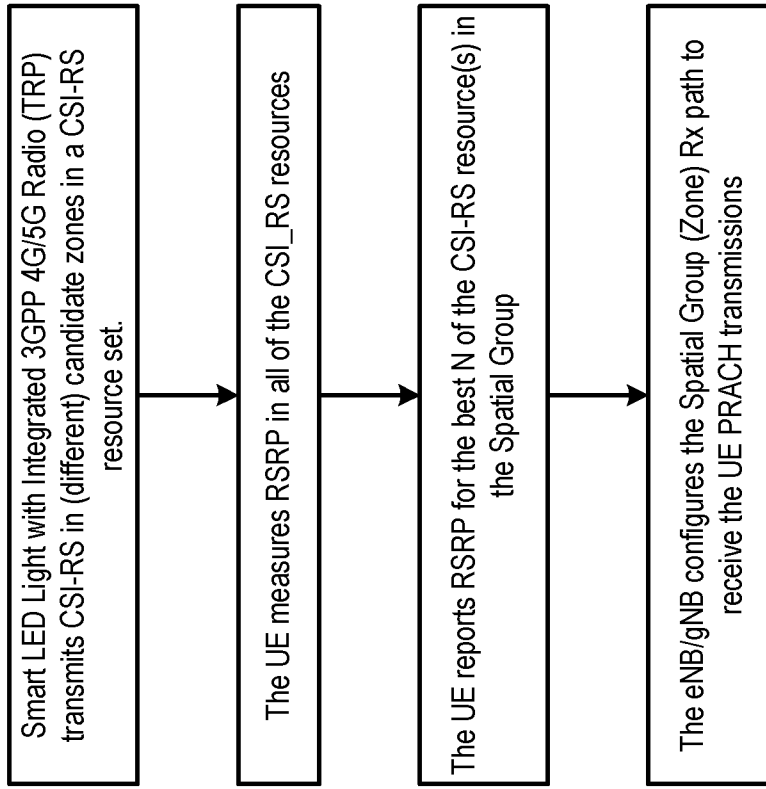 Smart LED Light with Integrated 3GPP 4G/5G Radio (TRP)
transmits CSI-RS in (different) candidate zones in a CSI-RS
resource set.
The UE measures RSRP in all of the CSI_RS resources
The UE reports RSRP for the best N of the CSI-RS resource(s) in
the Spatial Group
The eNB/gNB configures the Spatial Group (Zone) Rx path to
receive the UE PRACH transmissions